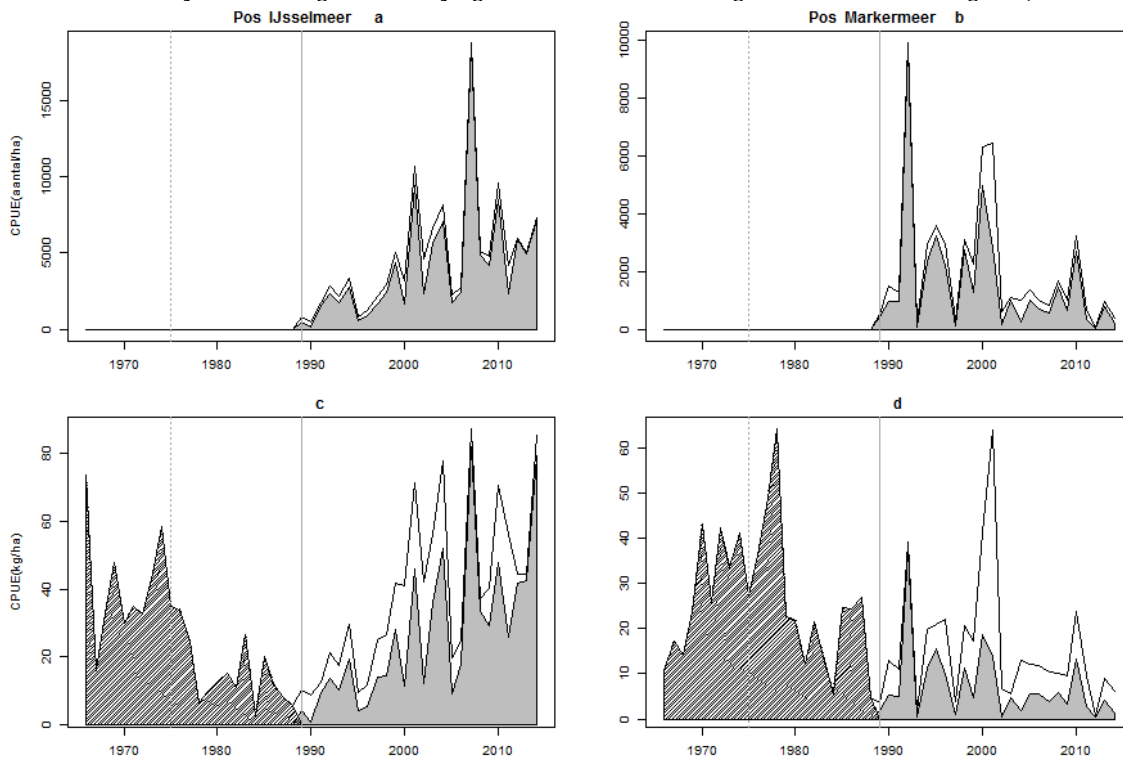 Pos IJsselmeer a
CPUE(aantal/ha)
0 5000 10000 15000
1970 1980 1990 2000 2010
Pos Markermeer b
0 2000 4000 6000 8000 10000
1970 1980 1990 2000 2010
c
CPUE(kg/ha)
0 20 40 60 80
1970 1980 1990 2000 2010
d
0 10 20 30 40 50 60
1970 1980 1990 2000 2010